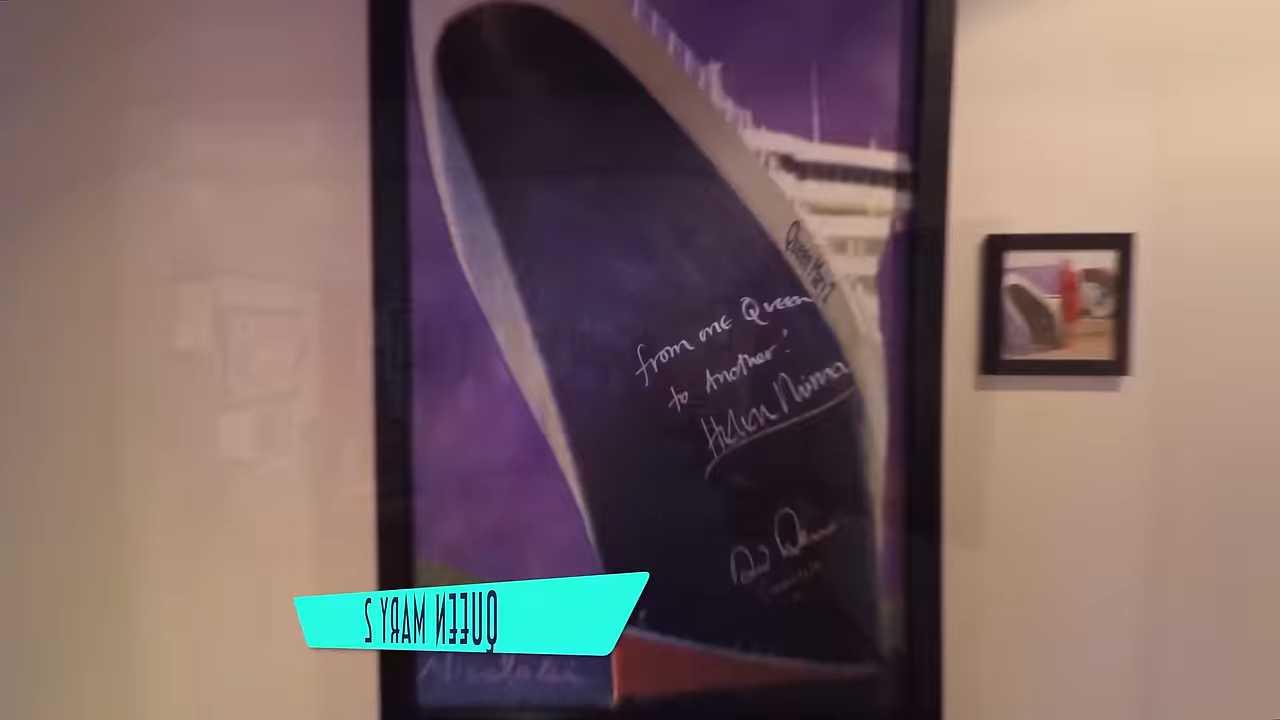 Queen Mary 2
from one Queen
to Another!
Helen Mirren
QUEEN MARY 2